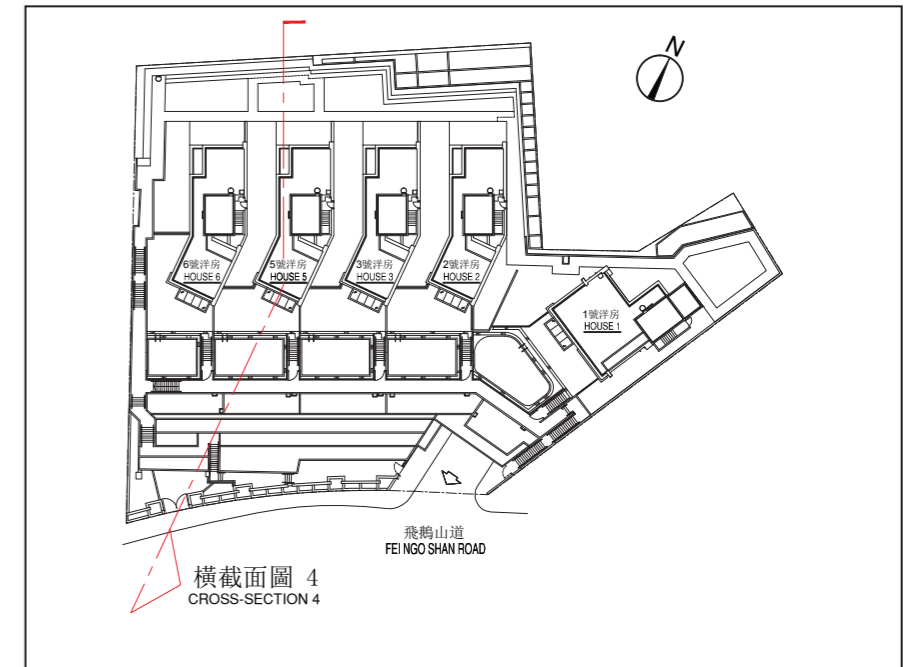 N
6號洋房
HOUSE 6
5號洋房
HOUSE 5
3號洋房
HOUSE 3
2號洋房
HOUSE 2
1號洋房
HOUSE 1
飛鵝山道
FEI NGO SHAN ROAD
橫截面圖 4
CROSS-SECTION 4